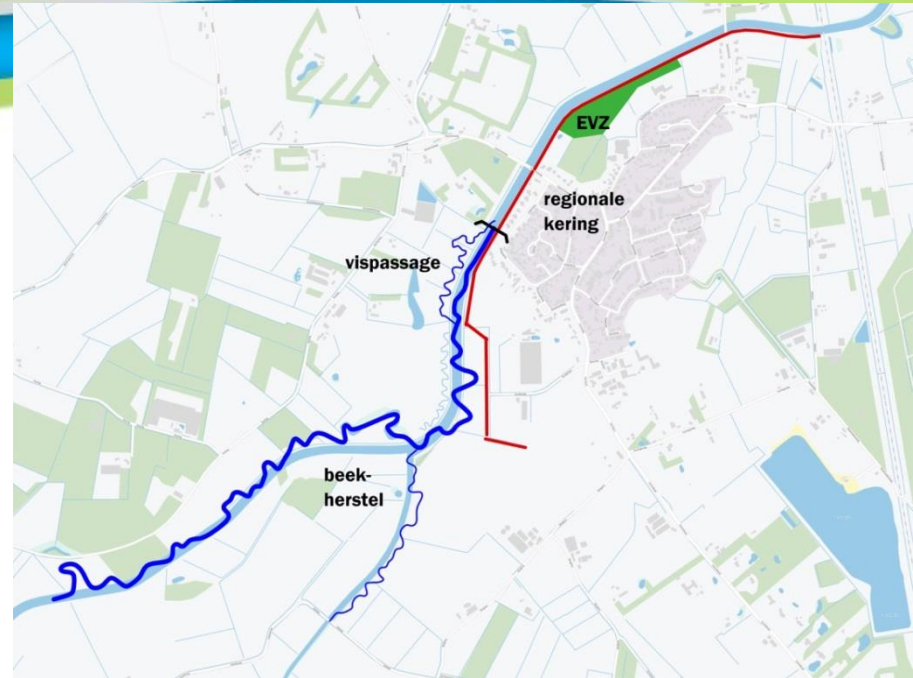 EVZ
regionale
kering
vispassage
beek-
herstel